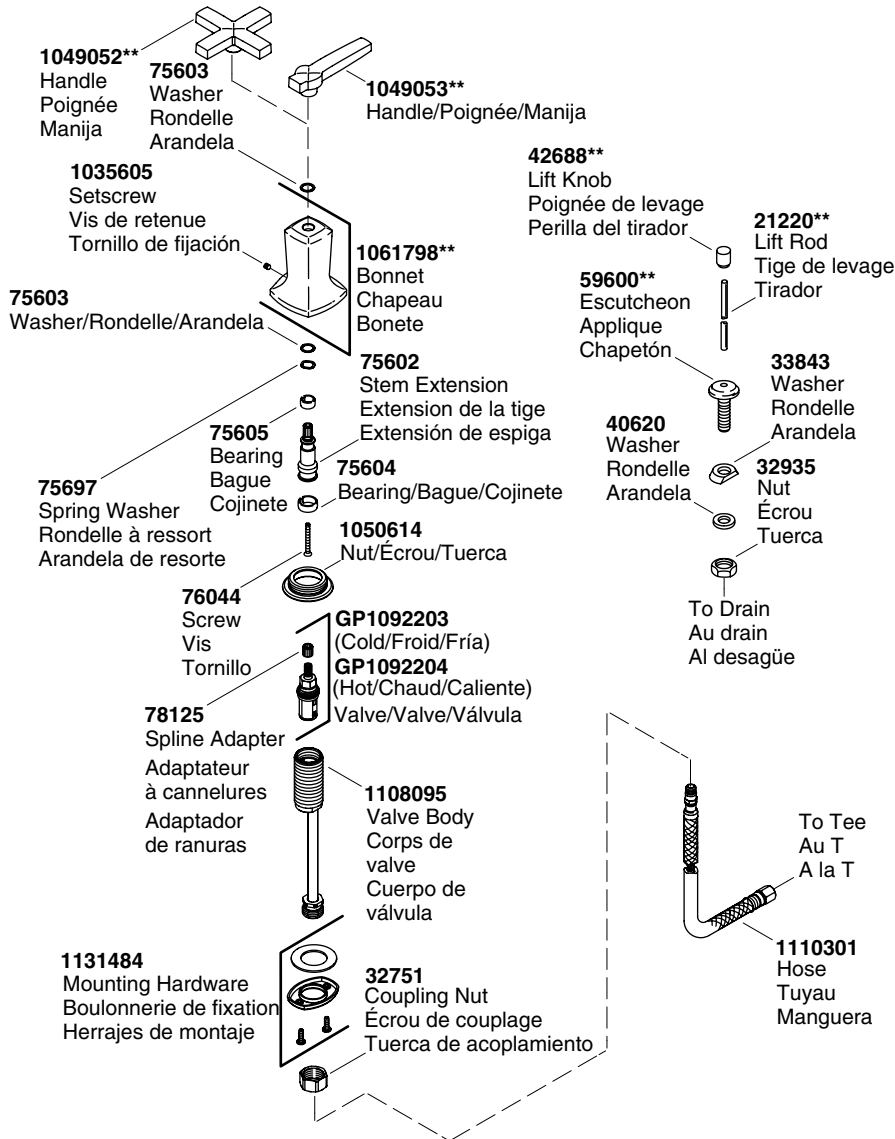 1049052**
Handle
Poignée
Manija
75603
Washer
Rondelle
Arandela
1049053**
Handle/Poignée/Manija
1035605
Setscrew
Vis de retenue
Tornillo de fijación
1061798**
Bonnet
Chapeau
Bonete
75603
Washer/Rondelle/Arandela
75602
Stem Extension
Extension de la tige
Extensión de espiga
75605
Bearing
Bague
Cojinete
75604
Bearing/Bague/Cojinete
75697
Spring Washer
Rondelle à ressort
Arandela de resorte
1050614
Nut/Écrou/Tuerca
76044
Screw
Vis
Tornillo
GP1092203
(Cold/Froid/Fría)
GP1092204
(Hot/Chaud/Caliente)
Valve/Valve/Válvula
78125
Spline Adapter
Adaptateur
à cannelures
Adaptador
de ranuras
1108095
Valve Body
Corps de
valve
Cuerpo de
válvula
1131484
Mounting Hardware
Boulonnerie de fixation
Herrajes de montaje
32751
Coupling Nut
Écrou de couplage
Tuerca de acoplamiento
42688**
Lift Knob
Poignée de levage
Perilla del tirador
21220**
Lift Rod
Tige de levage
Tirador
59600**
Escutcheon
Applique
Chapetón
33843
Washer
Rondelle
Arandela
40620
Washer
Rondelle
Arandela
32935
Nut
Écrou
Tuerca
To Drain
Au drain
Al desagüe
To Tee
Au T
A la T
1110301
Hose
Tuyau
Manguera